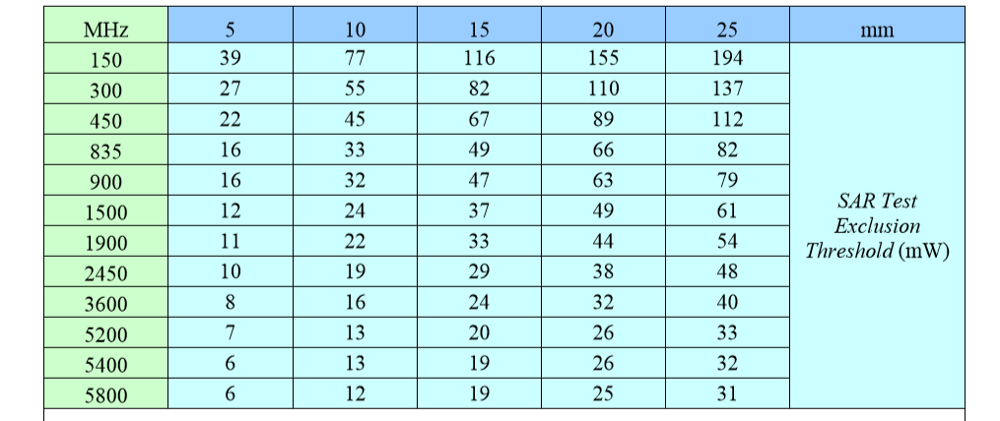 MHz 5 10 15 20 25 mm
150 39 77 116 155 194
300 27 55 82 110 137
450 22 45 67 89 112
835 16 33 49 66 82
900 16 32 47 63 79
1500 12 24 37 49 61
1900 11 22 33 44 54
2450 10 19 29 38 48
3600 8 16 24 32 40
5200 7 13 20 26 33
5400 6 13 19 26 32
5800 6 12 19 25 31
SAR Test
Exclusion
Threshold (mW)